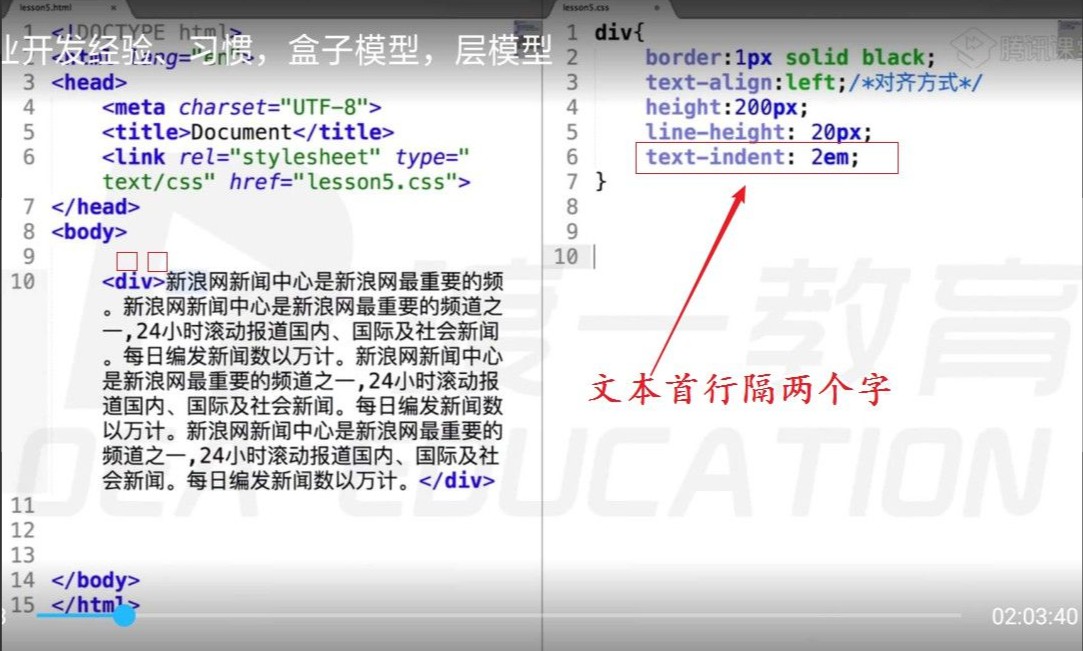 lesson5.html
lesson5.css
业开发经验、习惯，盒子模型，层模型
腾讯课
1 <!DOCTYPE html>
2 <html lang="en">
3 <head>
4 <meta charset="UTF-8">
5 <title>Document</title>
6 <link rel="stylesheet" type="
text/css" href="lesson5.css">
7 </head>
8 <body>
9
10 <div>新浪网新闻中心是新浪网最重要的频
。新浪网新闻中心是新浪网最重要的频道之
一,24小时滚动报道国内、国际及社会新闻
。每日编发新闻数以万计。新浪网新闻中心
是新浪网最重要的频道之一,24小时滚动报
道国内、国际及社会新闻。每日编发新闻数
以万计。新浪网新闻中心是新浪网最重要的
频道之一,24小时滚动报道国内、国际及社
会新闻。每日编发新闻数以万计。</div>
11
12
13
14 </body>
15 </html>
1 div{
2 border:1px solid black;
3 text-align:left;/*对齐方式*/
4 height:200px;
5 line-height: 20px;
6 text-indent: 2em;
7 }
8
9
10
文本首行隔两个字
一教育
EDUCATION
02:03:40